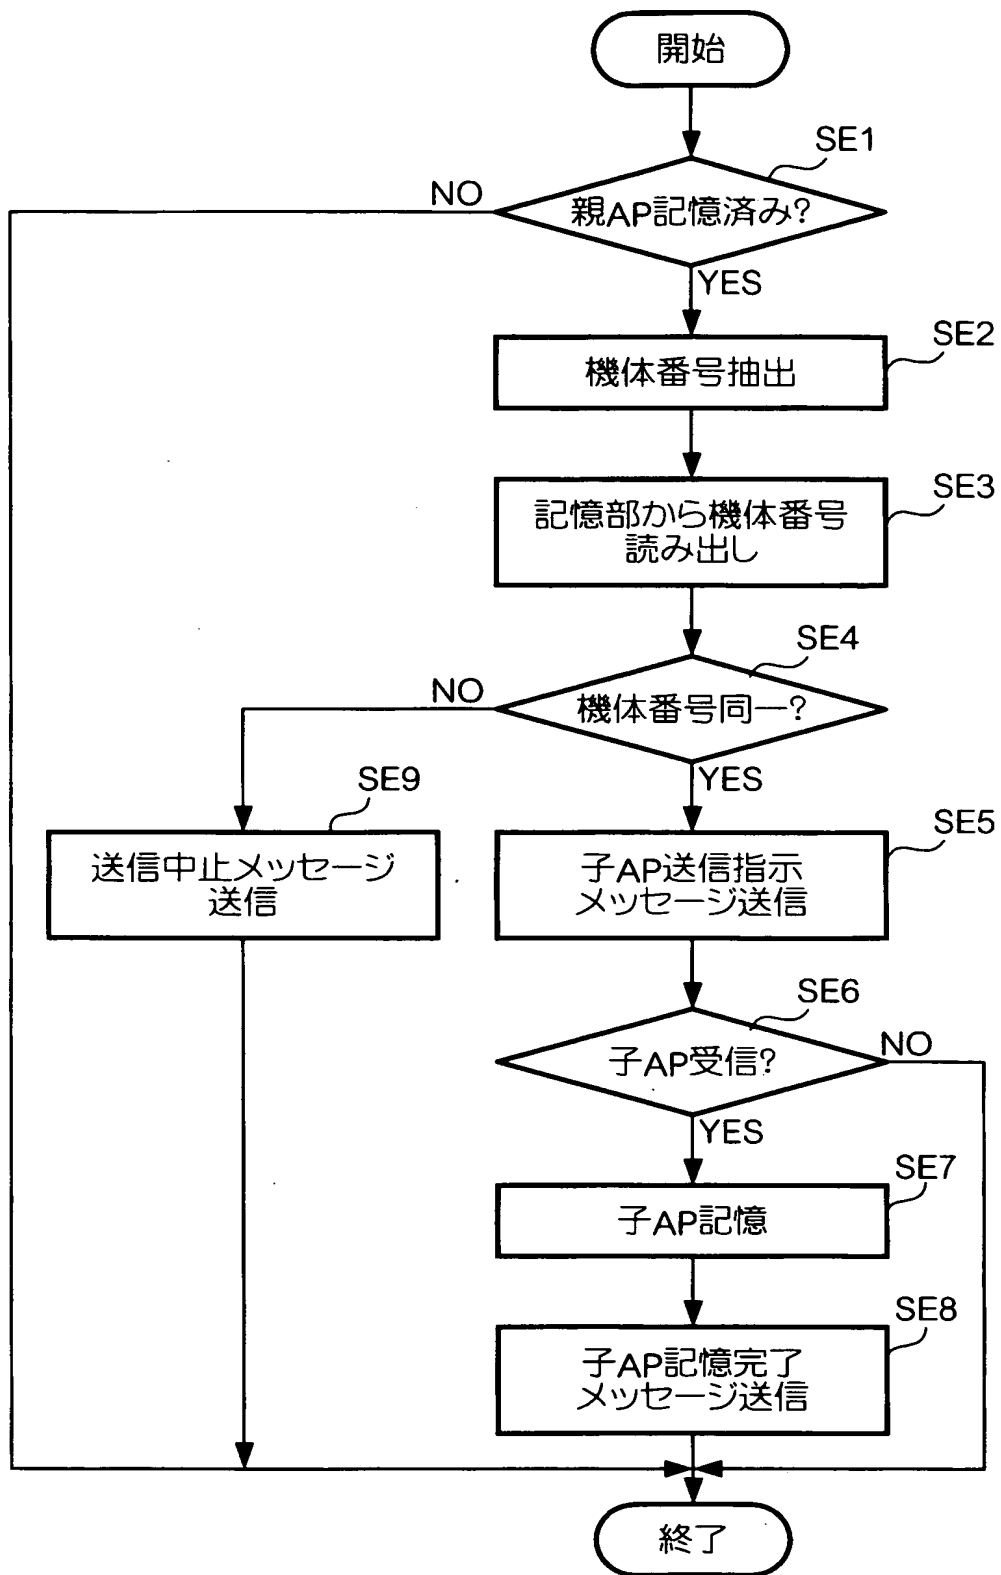 開始
SE1
親AP記憶済み?
NO
YES
SE2
機体番号抽出
SE3
記憶部から機体番号
読み出し
SE4
機体番号同一?
NO
YES
SE9
送信中止メッセージ
送信
SE5
子AP送信指示
メッセージ送信
SE6
子AP受信?
NO
YES
SE7
子AP記憶
SE8
子AP記憶完了
メッセージ送信
終了